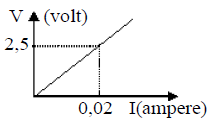 V (volt)
2,5
0,02 I(ampere)